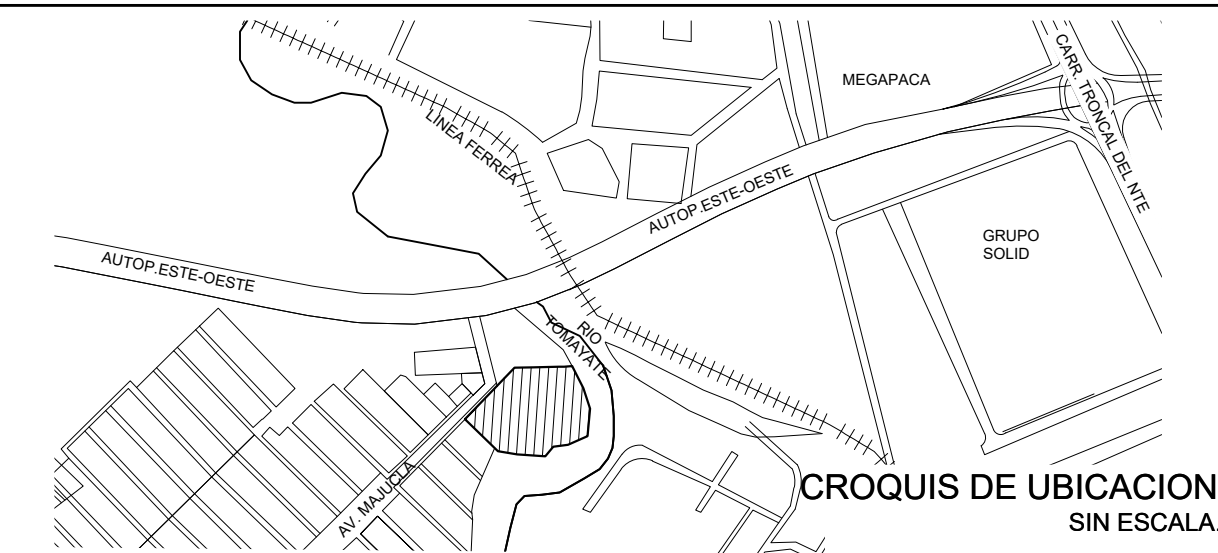 MEGAPACA
CARR. TRONCAL DEL NTE
LINEA FERREA
AUTOP.ESTE-OESTE
GRUPO
SOLID
AUTOP.ESTE-OESTE
RIO
TOMAYATE
AV. MAJUCLA
CROQUIS DE UBICACION
SIN ESCALA.